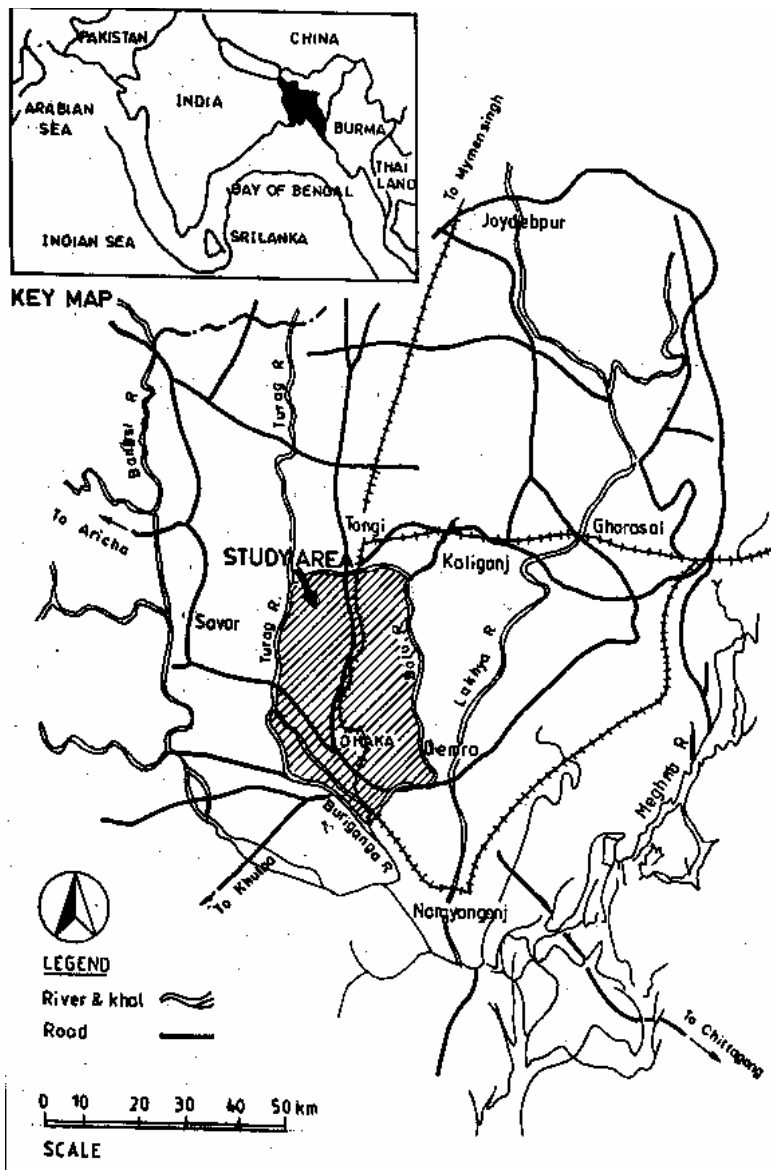 PAKISTAN
CHINA
INDIA
ARABIAN
SEA
BURMA
THAI
LAND
BAY OF BENGAL
INDIAN SEA
SRILANKA
KEY MAP
To Mymensingh
Joydebpur
Bansi R
Turag R
To Aricha
Tongi
Ghorasal
STUDY AREA
Kaliganj
Savar
Turag R.
Balu R
Lakhya R
DHAKA
Demra
Meghna R
Buriganga R
To Khulna
Narayanganj
To Chittagong
LEGEND
River & khal
Road
0 10 20 30 40 50 km
SCALE